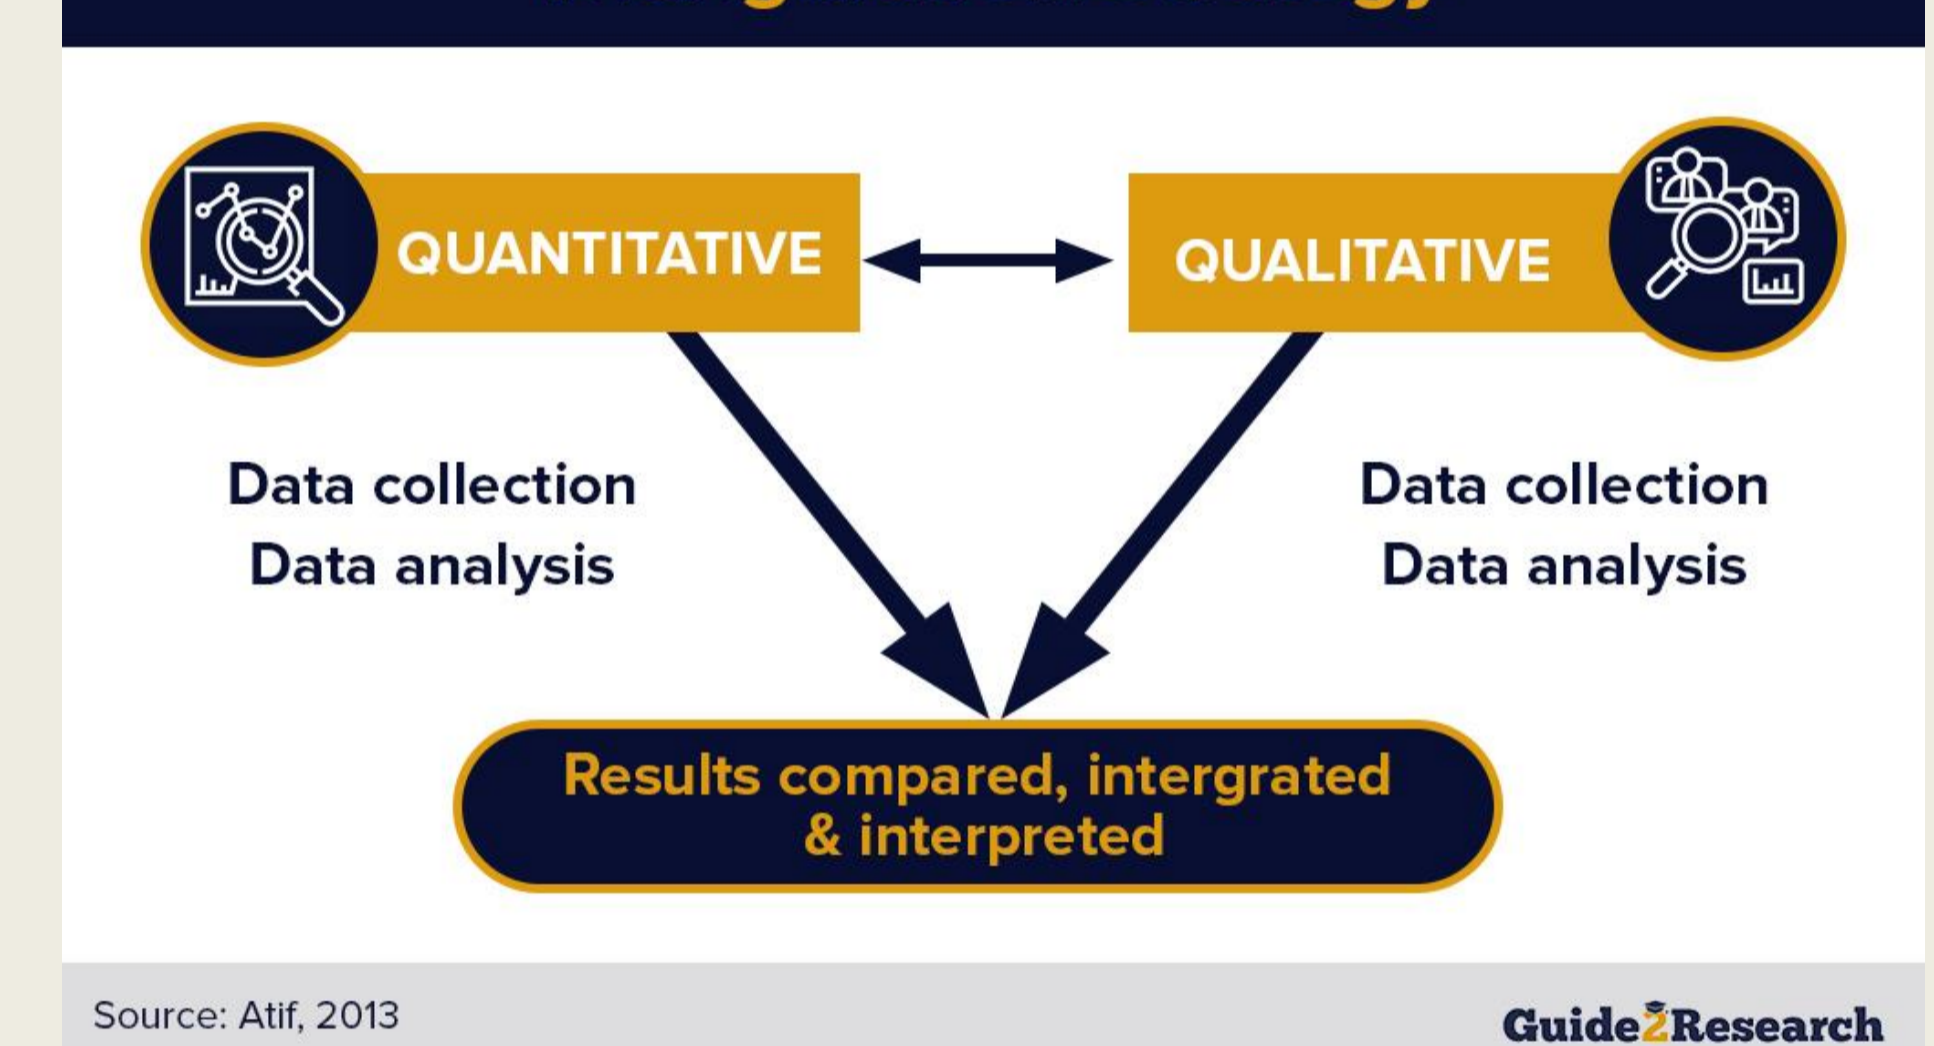 QUANTITATIVE
QUALITATIVE
Data collection
Data analysis
Data collection
Data analysis
Results compared, intergrated
& interpreted
Source: Atif, 2013
Guide2Research